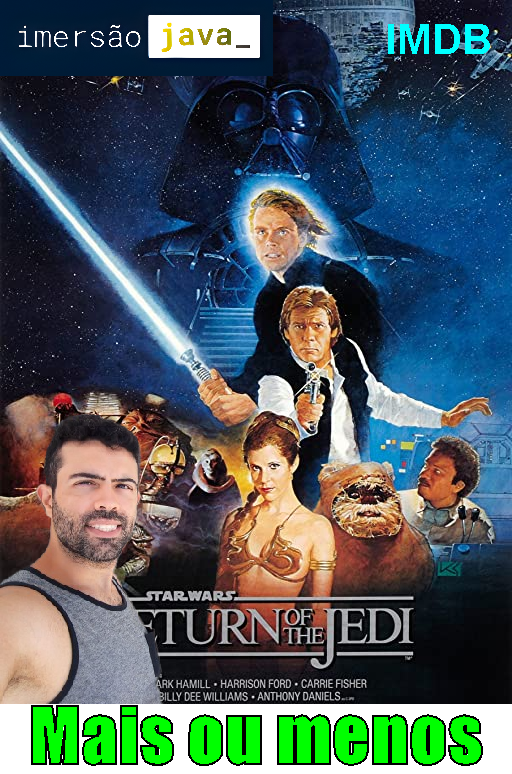 imersão java_
IMDB
STAR WARS
ETURN OF THE JEDI
ARK HAMILL • HARRISON FORD • CARRIE FISHER
BILLY DEE WILLIAMS • ANTHONY DANIELS
Mais ou menos